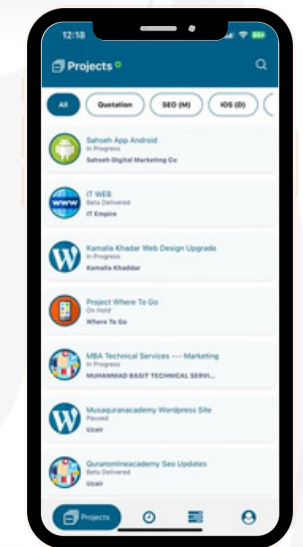 12:18
Projects
All
Quotation
SEO (M)
IOS (D)
Sahseh App Android
In Progress
Sahseh Digital Marketing Co
www
IT WEB
Beta Delivered
IT Empire
Kamalia Khadar Web Design Upgrade
In Progress
Kamalia Khaddar
Project Where To Go
On Hold
Where To Go
MBA Technical Services --- Marketing
In Progress
MUHAMMAD BASIT TECHNICAL SERVI...
Musaquranacademy Wordpress Site
Paused
Uzair
Quranonlineacademy Seo Updates
Beta Delivered
Uzair
Projects